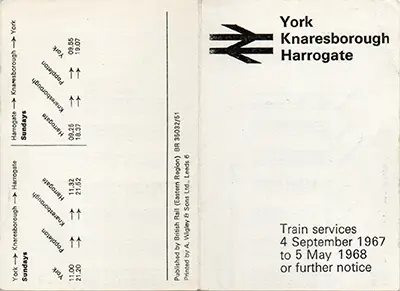 York
Knaresborough
Harrogate
Train services
4 September 1967
to 5 May 1968
or further notice
Published by British Rail (Eastern Region) BR 35032/51
Printed by A. Wigley & Sons Ltd., Leeds 6
York → Knaresborough → Harrogate
Sundays
York Poppleton Knaresborough Harrogate
11.00 → → 11.32
21.20 → → 21.52
Harrogate → Knaresborough → York
Sundays
Harrogate Knaresborough Poppleton York
09.25 → → 09.55
18.37 → → 19.07